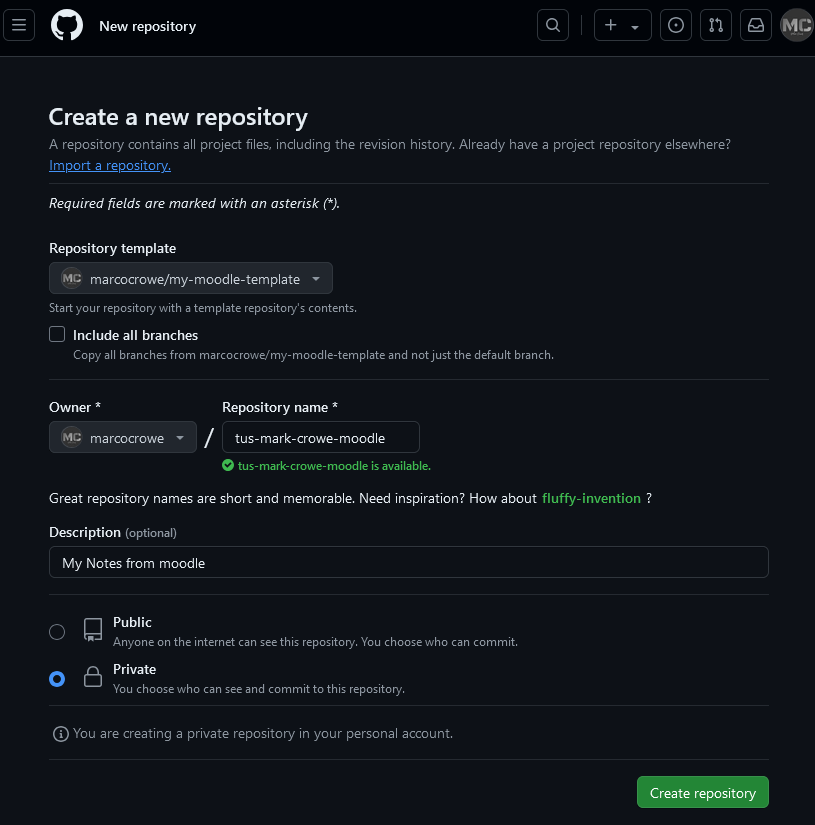 New repository
MC
Create a new repository
A repository contains all project files, including the revision history. Already have a project repository elsewhere?
Import a repository.
Required fields are marked with an asterisk (*).
Repository template
MC marcocrowe/my-moodle-template
Start your repository with a template repository's contents.
Include all branches
Copy all branches from marcocrowe/my-moodle-template and not just the default branch.
Owner * Repository name *
MC marcocrowe / tus-mark-crowe-moodle
tus-mark-crowe-moodle is available.
Great repository names are short and memorable. Need inspiration? How about fluffy-invention ?
Description (optional)
My Notes from moodle
Public
Anyone on the internet can see this repository. You choose who can commit.
Private
You choose who can see and commit to this repository.
You are creating a private repository in your personal account.
Create repository